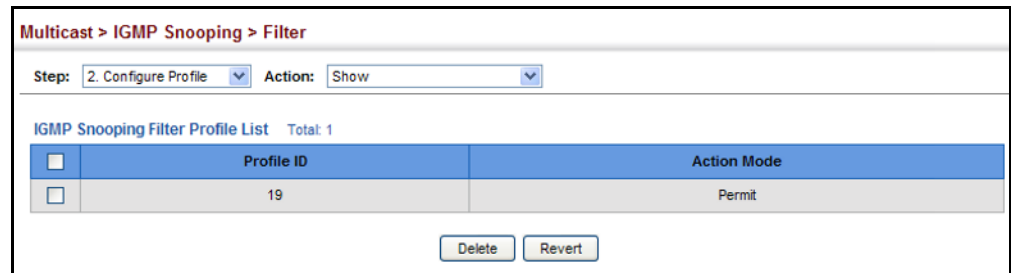 Multicast > IGMP Snooping > Filter
Step: 2. Configure Profile Action: Show
IGMP Snooping Filter Profile List Total: 1
Profile ID Action Mode
19 Permit
Delete Revert